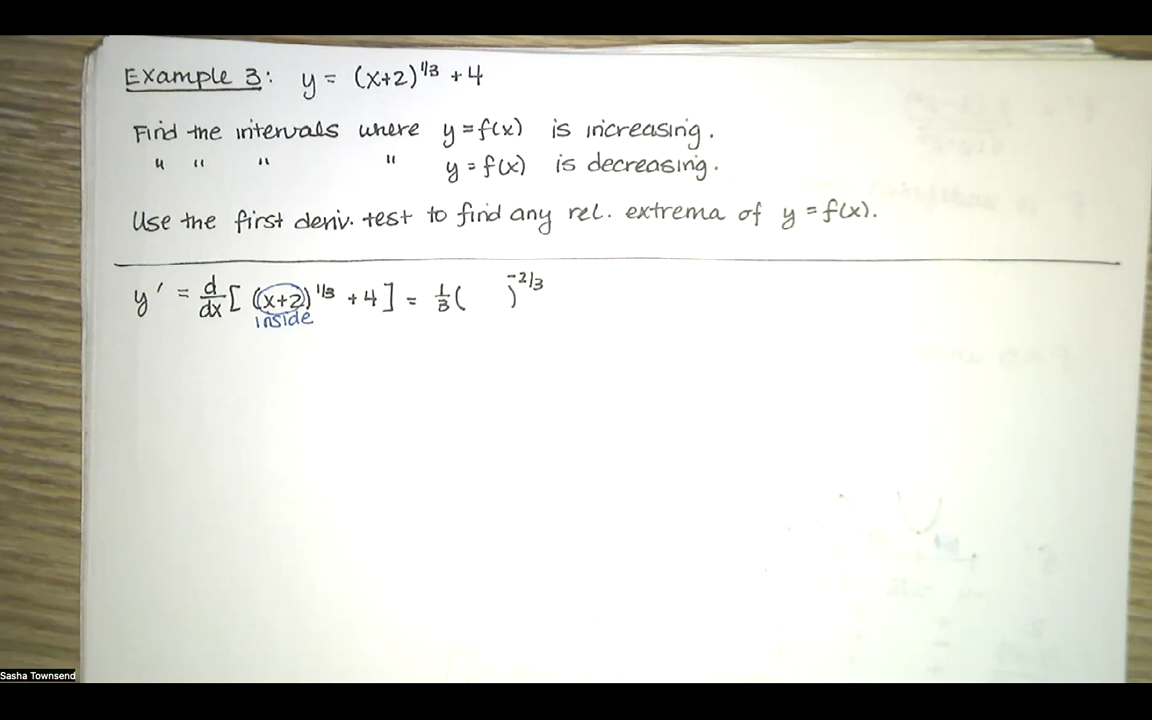 Example 3: y = (x+2)^1/3 + 4
Find the intervals where y = f(x) is increasing.
" " " " y = f(x) is decreasing.
Use the first deriv. test to find any rel. extrema of y = f(x).
y' = d/dx [ (x+2)^1/3 + 4 ] = 1/3 (   )^-2/3
inside
Sasha Townsend